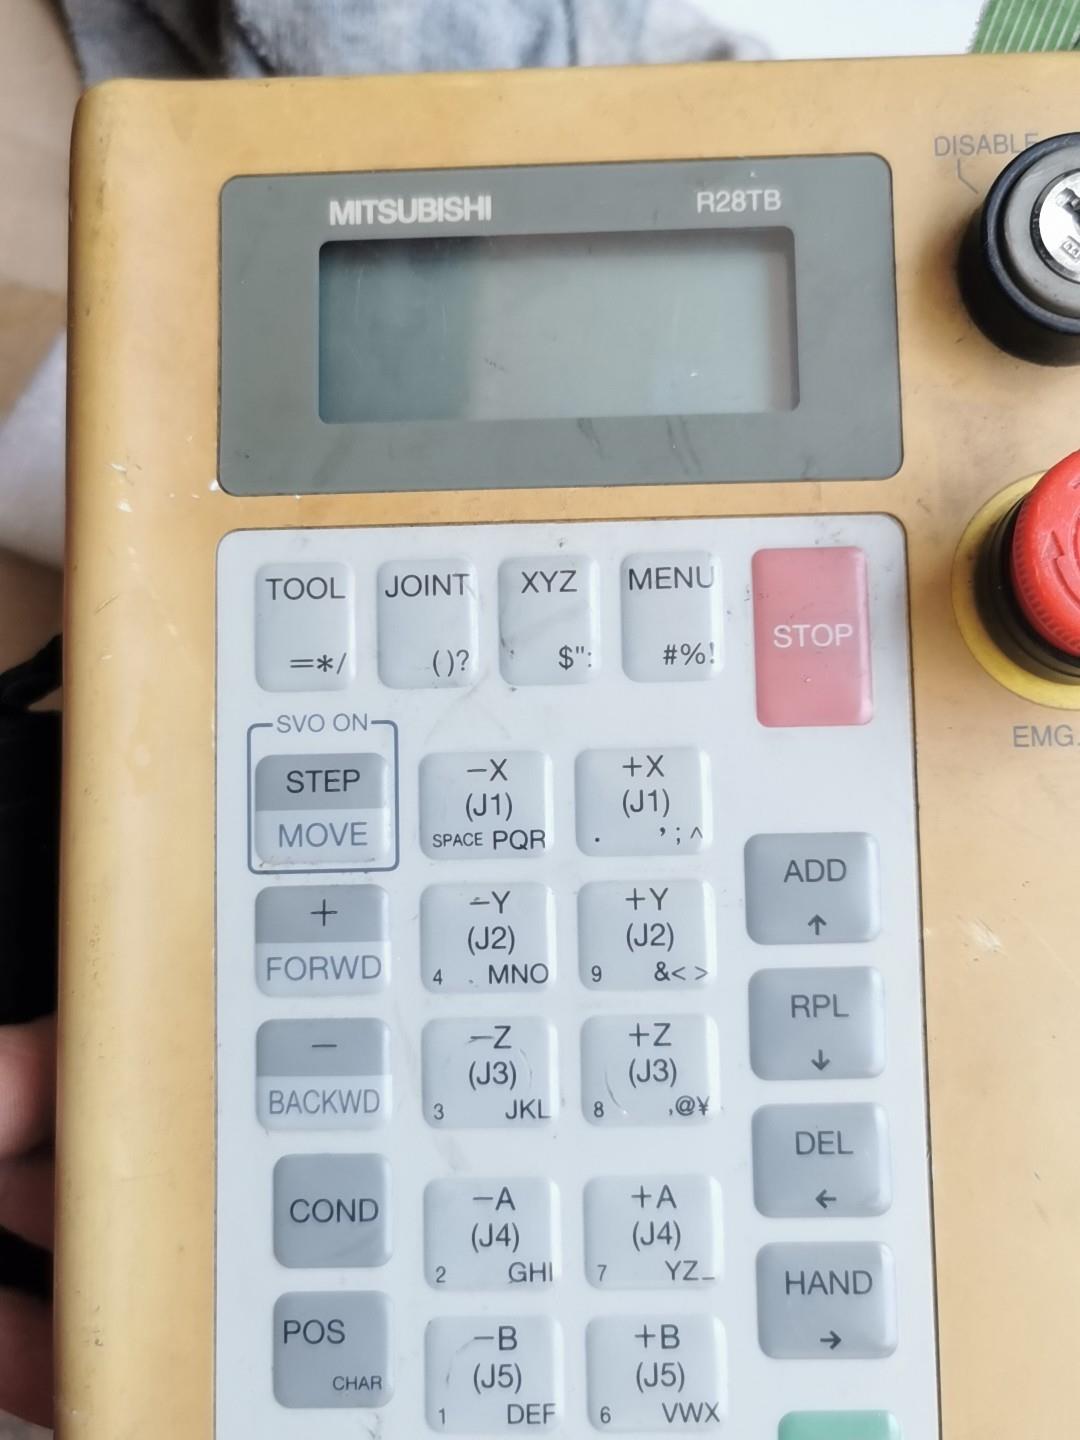 DISABLE
MITSUBISHI R28TB
TOOL JOINT XYZ MENU
=*/ ()? $": #%!
STOP
EMG.
SVO ON
STEP
MOVE
−X
(J1)
SPACE PQR
+X
(J1)
. ' ; ^
ADD
↑
+
FORWD
−Y
(J2)
4 MNO
+Y
(J2)
9 &< >
RPL
↓
−
BACKWD
−Z
(J3)
3 JKL
+Z
(J3)
8 ,@¥
DEL
←
COND
−A
(J4)
2 GHI
+A
(J4)
7 YZ_
HAND
→
POS
CHAR
−B
(J5)
1 DEF
+B
(J5)
6 VWX